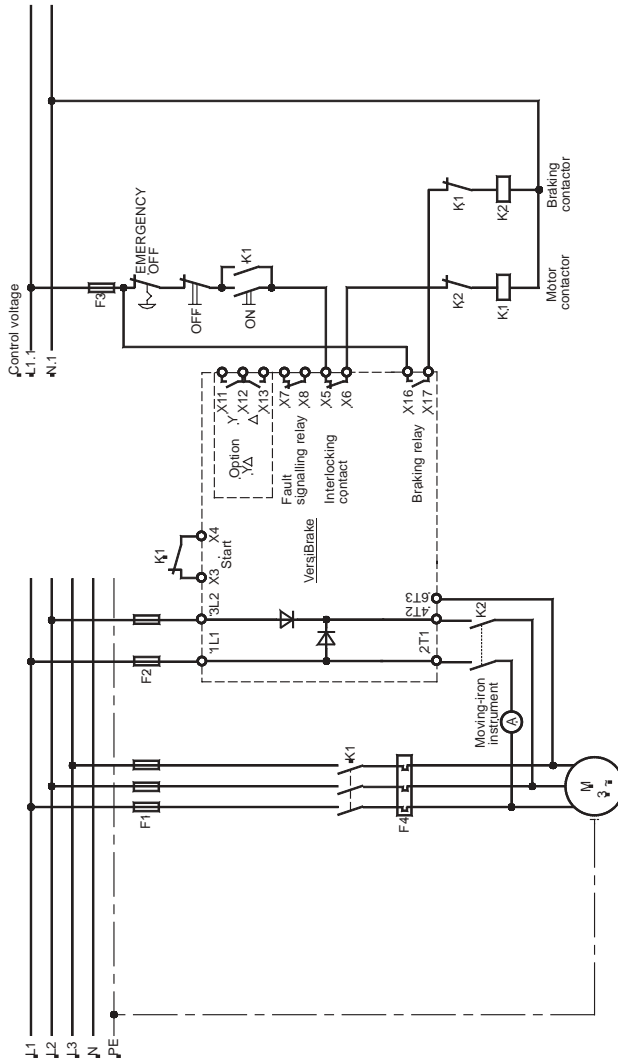 Control voltage
L1.1
N.1
F3
EMERGENCY
OFF
OFF
ON
K1
K1
K2
Braking
contactor
K2
K1
Motor
contactor
X11
X12
X13
Option
Y
Δ
YΔ
X7
X8
Fault
signalling relay
X5
X6
Interlocking
contact
X16
X17
Braking relay
VersiBrake
K1
X3
X4
Start
1L1
3L2
2T1
4T2
6T3
F2
K2
A
Moving-iron
instrument
F1
K1
F4
M
3 ~
L1
L2
L3
N
PE